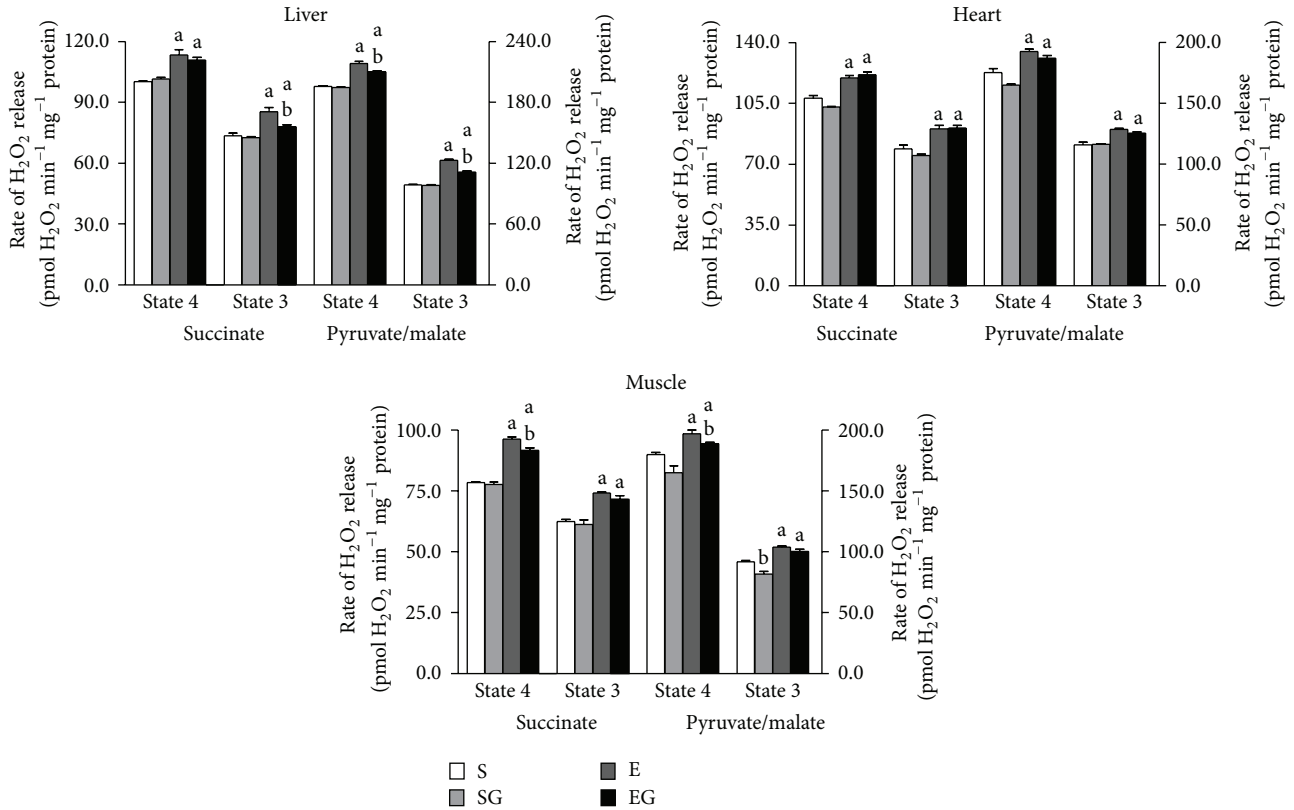 Liver
Rate of H₂O₂ release
(pmol H₂O₂ min⁻¹ mg⁻¹ protein)
120.0
90.0
60.0
30.0
0.0
a a
a a b
a a b
a a b
240.0
180.0
120.0
60.0
0.0
Rate of H₂O₂ release
(pmol H₂O₂ min⁻¹ mg⁻¹ protein)
State 4 State 3 State 4 State 3
Succinate Pyruvate/malate
Heart
Rate of H₂O₂ release
(pmol H₂O₂ min⁻¹ mg⁻¹ protein)
140.0
105.0
70.0
35.0
0.0
a a
a a
a a
a a
200.0
150.0
100.0
50.0
0.0
Rate of H₂O₂ release
(pmol H₂O₂ min⁻¹ mg⁻¹ protein)
State 4 State 3 State 4 State 3
Succinate Pyruvate/malate
Muscle
Rate of H₂O₂ release
(pmol H₂O₂ min⁻¹ mg⁻¹ protein)
100.0
75.0
50.0
25.0
0.0
a a b
a a
a a b
b a a
200.0
150.0
100.0
50.0
0.0
Rate of H₂O₂ release
(pmol H₂O₂ min⁻¹ mg⁻¹ protein)
State 4 State 3 State 4 State 3
Succinate Pyruvate/malate
S
SG
E
EG